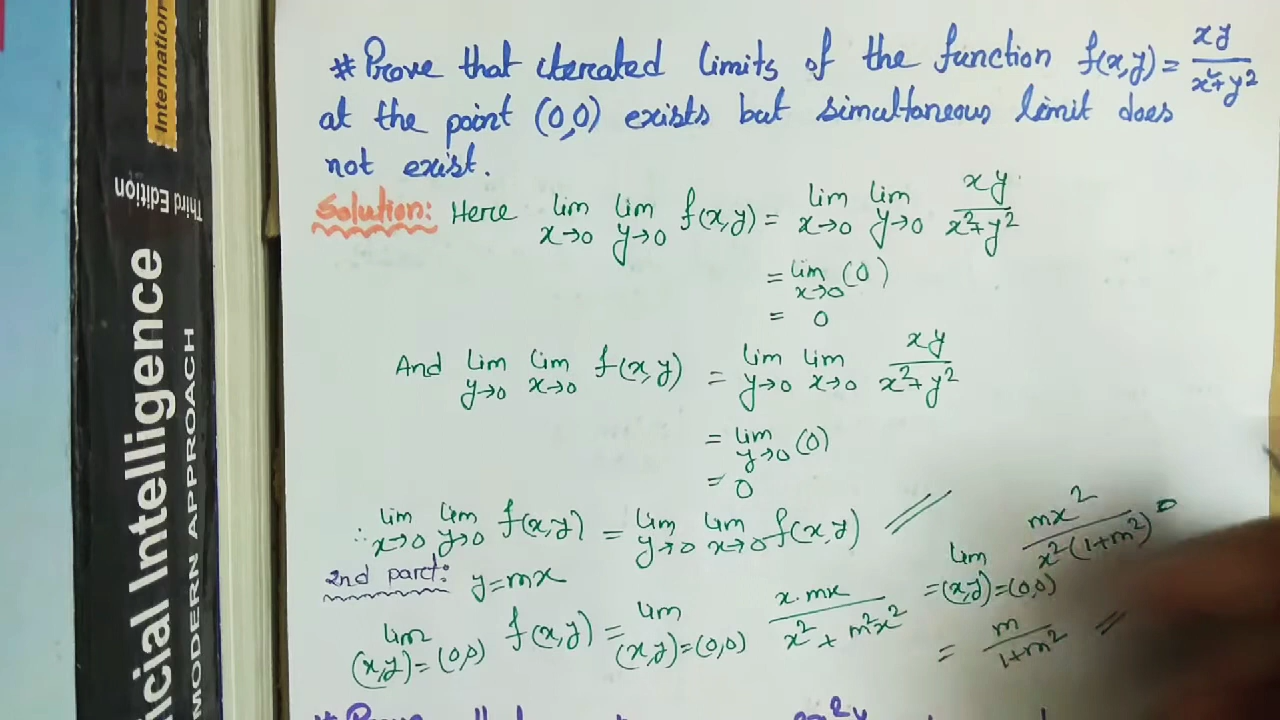 International
Third Edition
cial Intelligence
MODERN APPROACH
# Prove that iterated limits of the function f(x,y) = xy / x²+y²
at the point (0,0) exists but simultaneous limit does
not exist.
Solution: Here lim x→0 lim y→0 f(x,y) = lim x→0 lim y→0 xy / x²+y²
= lim x→0 (0)
= 0
And lim y→0 lim x→0 f(x,y) = lim y→0 lim x→0 xy / x²+y²
= lim y→0 (0)
= 0
∴ lim x→0 lim y→0 f(x,y) = lim y→0 lim x→0 f(x,y)
2nd part: y=mx
lim (x,y)=(0,0) f(x,y) = lim (x,y)=(0,0) x.mx / x²+m²x²
= lim (x,y)=(0,0) mx² / x²(1+m²)
= m / 1+m²